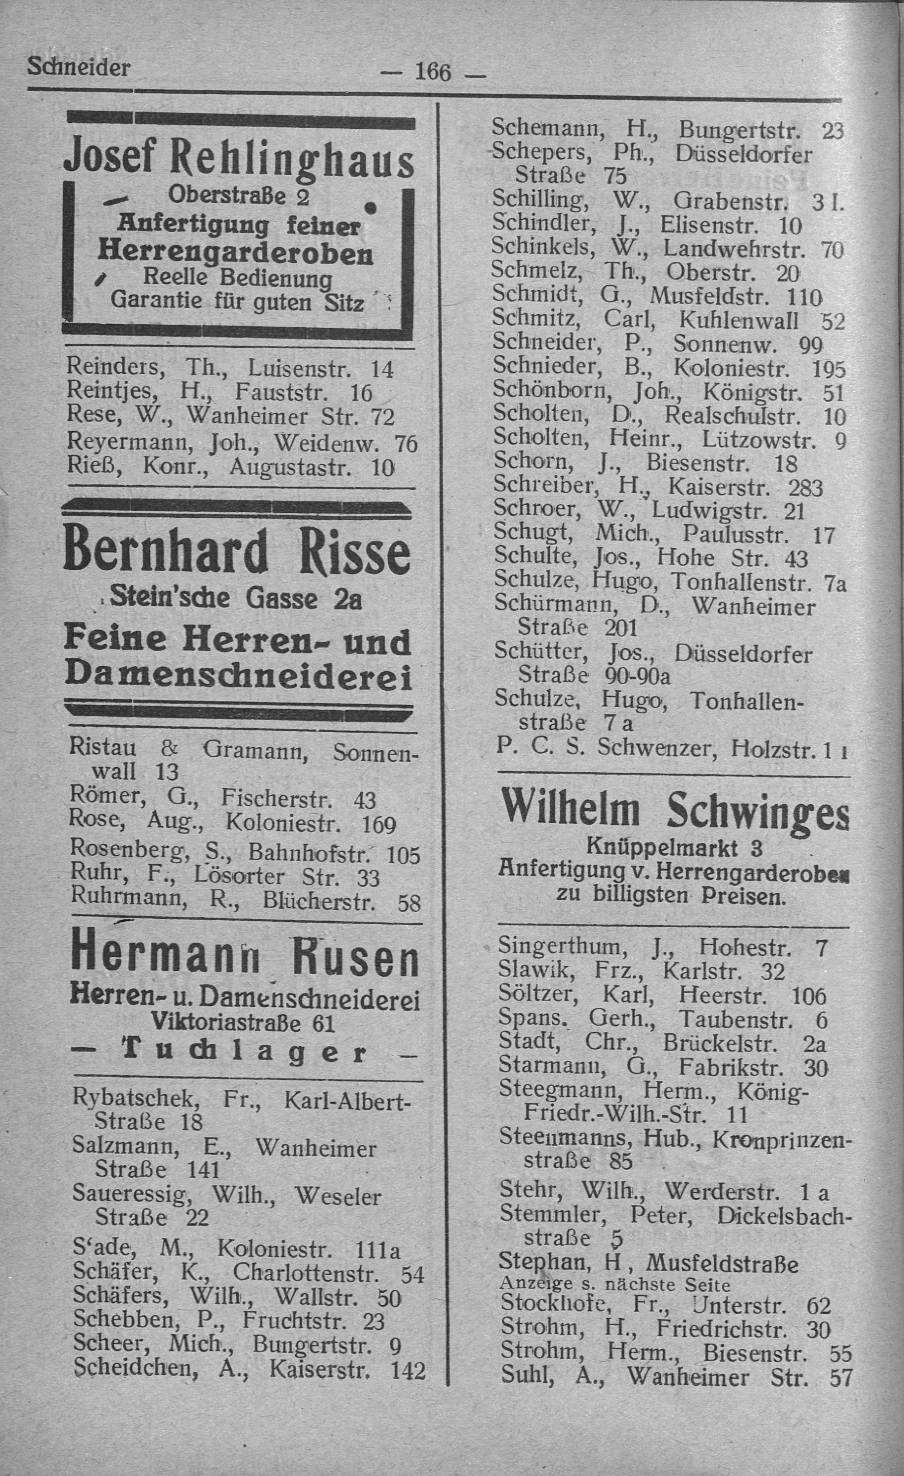 Schneider
— 166 —
Josef Rehlinghaus
Oberstraße 2
Anfertigung feiner
Herrengarderoben
Reelle Bedienung
Garantie für guten Sitz
Reinders, Th., Luisenstr. 14
Reintjes, H., Fauststr. 16
Rese, W., Wanheimer Str. 72
Reyermann, Joh., Weidenw. 76
Rieß, Konr., Augustastr. 10
Bernhard Risse
Stein'sche Gasse 2a
Feine Herren- und
Damenschneiderei
Ristau & Gramann, Sonnen-
wall 13
Römer, G., Fischerstr. 43
Rose, Aug., Koloniestr. 169
Rosenberg, S., Bahnhofstr. 105
Ruhr, F., Lösorter Str. 33
Ruhrmann, R., Blücherstr. 58
Hermann Rusen
Herren- u. Damenschneiderei
Viktoriastraße 61
— Tuchlager —
Rybatschek, Fr., Karl-Albert-
Straße 18
Salzmann, E., Wanheimer
Straße 141
Saueressig, Wilh., Weseler
Straße 22
S‘ade, M., Koloniestr. 111a
Schäfer, K., Charlottenstr. 54
Schäfers, Wilh., Wallstr. 50
Schebben, P., Fruchtstr. 23
Scheer, Mich., Bungertstr. 9
Scheidchen, A., Kaiserstr. 142
Schemann, H., Bungertstr. 23
Schepers, Ph., Düsseldorfer
Straße 75
Schilling, W., Grabenstr. 3 I.
Schindler, J., Elisenstr. 10
Schinkels, W., Landwehrstr. 70
Schmelz, Th., Oberstr. 20
Schmidt, G., Musfeldstr. 110
Schmitz, Carl, Kuhlenwall 52
Schneider, P., Sonnenw. 99
Schnieder, B., Koloniestr. 195
Schönborn, Joh., Königstr. 51
Scholten, D., Realschulstr. 10
Scholten, Heinr., Lützowstr. 9
Schorn, J., Biesenstr. 18
Schreiber, H., Kaiserstr. 283
Schroer, W., Ludwigstr. 21
Schugt, Mich., Paulusstr. 17
Schulte, Jos., Hohe Str. 43
Schulze, Hugo, Tonhallenstr. 7a
Schürmann, D., Wanheimer
Straße 201
Schütter, Jos., Düsseldorfer
Straße 90-90a
Schulze, Hugo, Tonhallen-
straße 7 a
P. C. S. Schwenzer, Holzstr. 1 1
Wilhelm Schwinges
Knüppelmarkt 3
Anfertigung v. Herrengarderoben
zu billigsten Preisen.
Singerthum, J., Hohestr. 7
Slawik, Frz., Karlstr. 32
Söltzer, Karl, Heerstr. 106
Spans. Gerh., Taubenstr. 6
Stadt, Chr., Brückelstr. 2a
Starmann, G., Fabrikstr. 30
Steegmann, Herm., König-
Friedr.-Wilh.-Str. 11
Steenmanns, Hub., Kronprinzen-
straße 85
Stehr, Wilh., Werderstr. 1 a
Stemmler, Peter, Dickelsbach-
straße 5
Stephan, H , Musfeldstraße
Anzeige s. nächste Seite
Stockhofe, Fr., Unterstr. 62
Strohm, H., Friedrichstr. 30
Strohm, Herm., Biesenstr. 55
Suhl, A., Wanheimer Str. 57